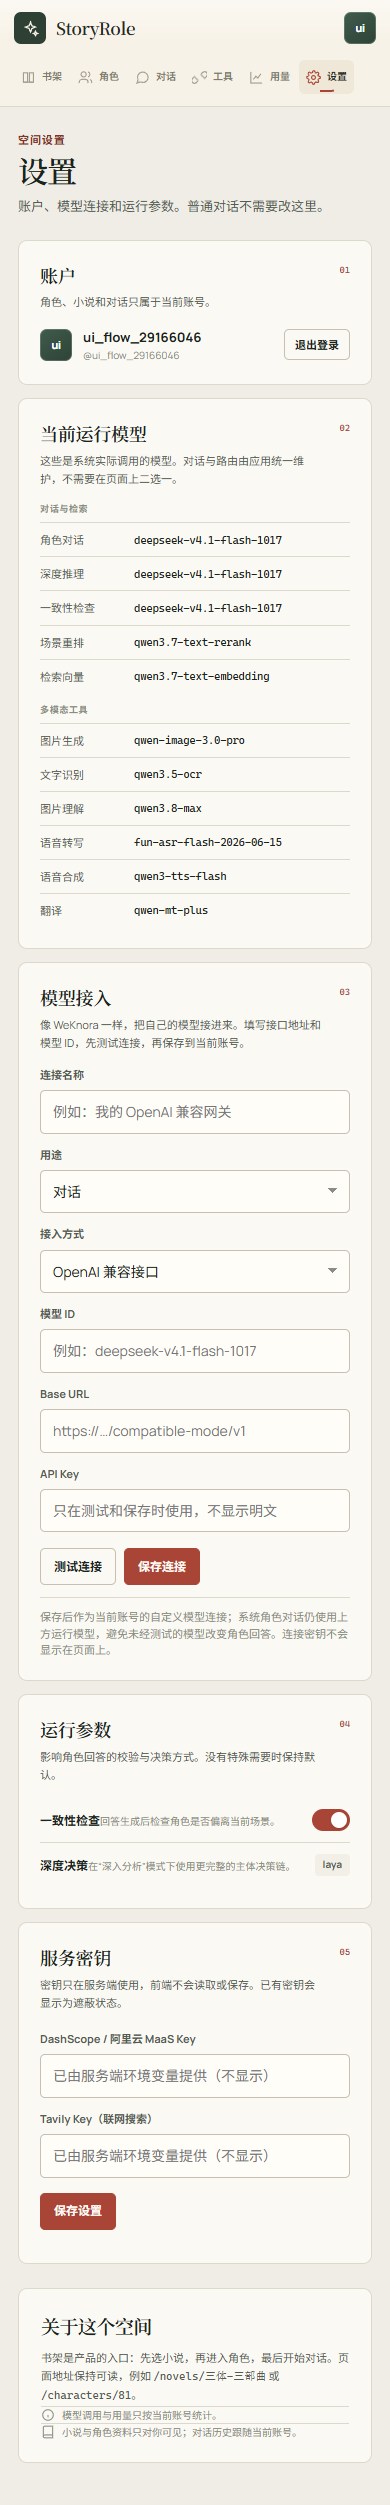 StoryRole
ui
书架 角色 对话 工具 用量 设置
空间设置
设置
账户、模型连接和运行参数。普通对话不需要改这里。
账户
01
角色、小说和对话只属于当前账号。
ui
ui_flow_29166046
@ui_flow_29166046
退出登录
当前运行模型
02
这些是系统实际调用的模型。对话与路由由应用统一维
护，不需要在页面上二选一。
对话与检索
角色对话 deepseek-v4.1-flash-1017
深度推理 deepseek-v4.1-flash-1017
一致性检查 deepseek-v4.1-flash-1017
场景重排 qwen3.7-text-rerank
检索向量 qwen3.7-text-embedding
多模态工具
图片生成 qwen-image-3.0-pro
文字识别 qwen3.5-ocr
图片理解 qwen3.8-max
语音转写 fun-asr-flash-2026-06-15
语音合成 qwen3-tts-flash
翻译 qwen-mt-plus
模型接入
03
像 WeKnora 一样，把自己的模型接进来。填写接口地址和
模型 ID，先测试连接，再保存到当前账号。
连接名称
例如：我的 OpenAI 兼容网关
用途
对话
接入方式
OpenAI 兼容接口
模型 ID
例如：deepseek-v4.1-flash-1017
Base URL
https://…/compatible-mode/v1
API Key
只在测试和保存时使用，不显示明文
测试连接 保存连接
保存后作为当前账号的自定义模型连接；系统角色对话仍使用上
方运行模型，避免未经测试的模型改变角色回答。连接密钥不会
显示在页面上。
运行参数
04
影响角色回答的校验与决策方式。没有特殊需要时保持默
认。
一致性检查回答生成后检查角色是否偏离当前场景。
深度决策在“深入分析”模式下使用更完整的主体决策链。 laya
服务密钥
05
密钥只在服务端使用，前端不会读取或保存。已有密钥会
显示为遮蔽状态。
DashScope / 阿里云 MaaS Key
已由服务端环境变量提供（不显示）
Tavily Key（联网搜索）
已由服务端环境变量提供（不显示）
保存设置
关于这个空间
书架是产品的入口：先选小说，再进入角色，最后开始对话。页
面地址保持可读，例如 /novels/三体-三部曲 或
/characters/81。
模型调用与用量只按当前账号统计。
小说与角色资料只对你可见；对话历史跟随当前账号。